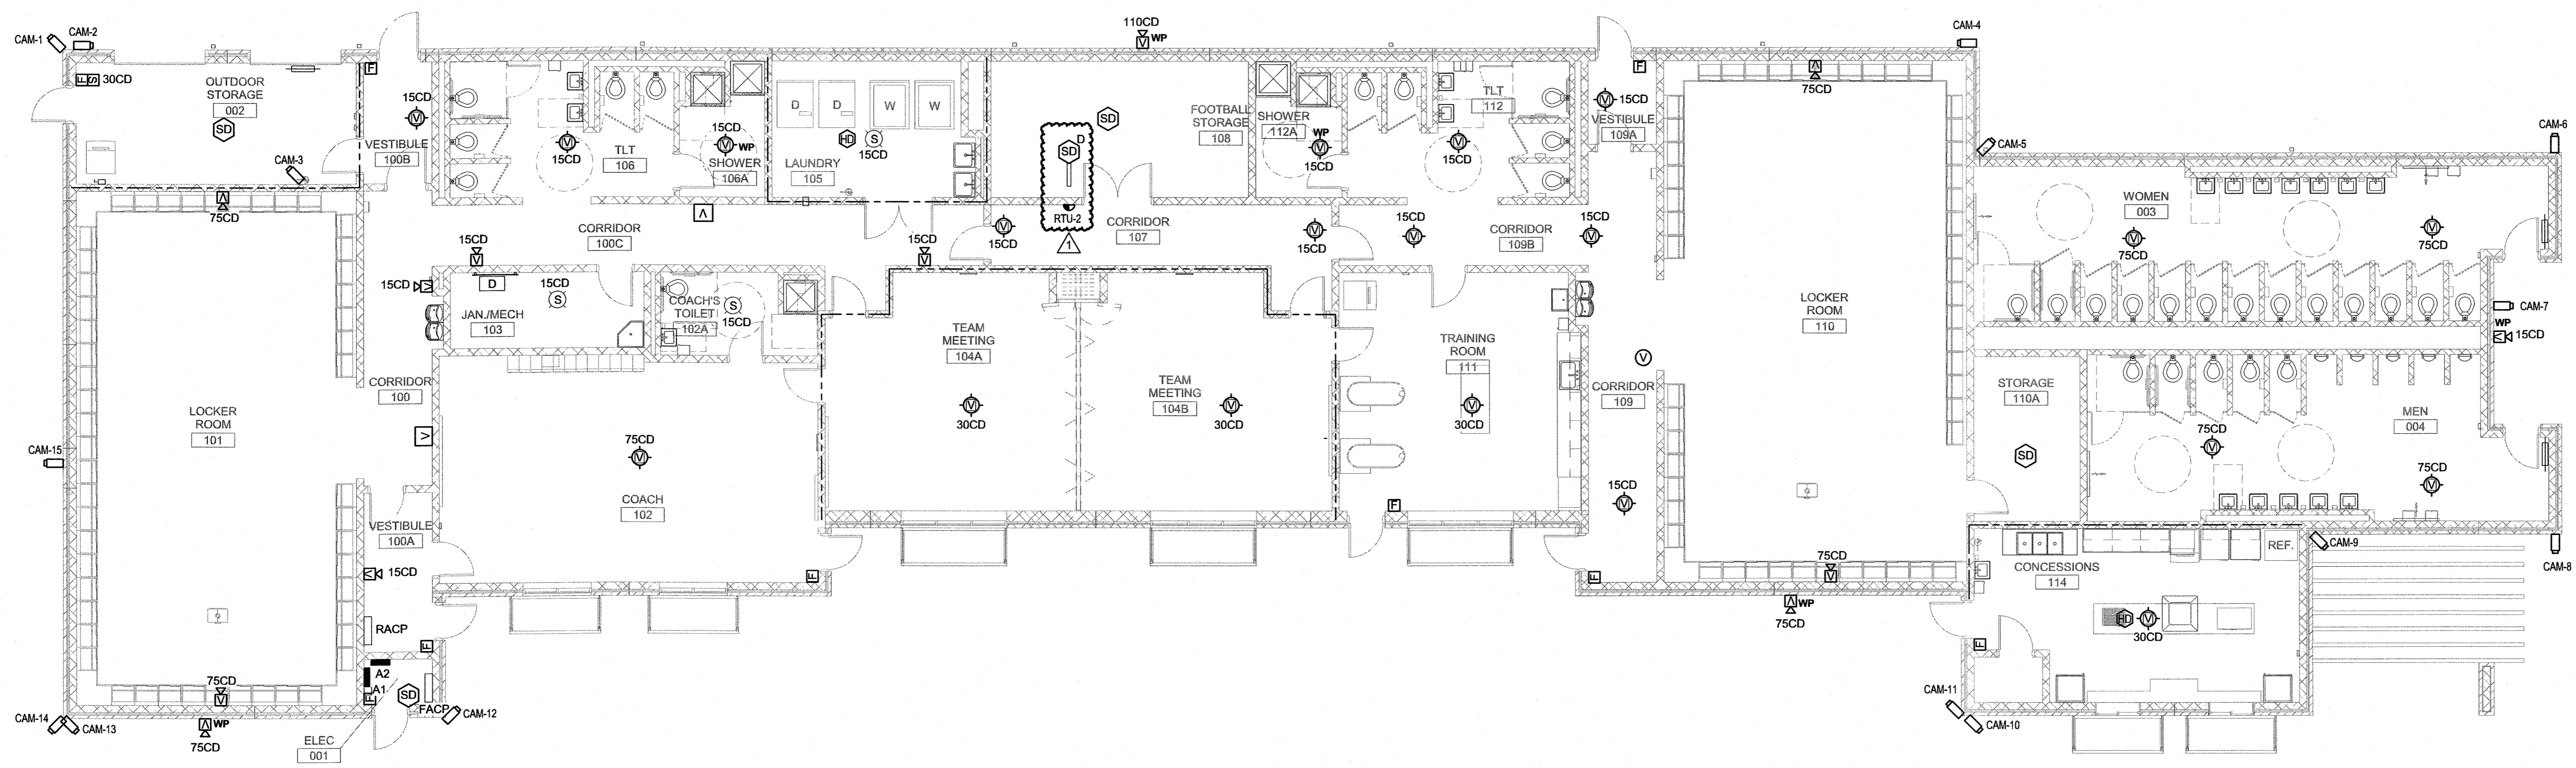 CAM-1
CAM-2
30CD
F
S
OUTDOOR
STORAGE
002
SD
CAM-3
F
15CD
V
VESTIBULE
100B
V
15CD
TLT
106
15CD
V
WP
SHOWER
106A
D
D
W
W
HD
S
15CD
LAUNDRY
105
110CD
V
WP
SD
D
SD
RTU-2
1
FOOTBALL
STORAGE
108
SHOWER
112A
WP
V
15CD
TLT
112
V
15CD
F
V
15CD
VESTIBULE
109A
V
75CD
CAM-4
CAM-5
CAM-6
WOMEN
003
V
75CD
75CD
V
V
75CD
CORRIDOR
100C
V
15CD
V
15CD
V
V
15CD
CORRIDOR
107
V
15CD
15CD
V
CORRIDOR
109B
15CD
V
15CD
V
D
15CD
S
JAN./MECH
103
COACH'S
TOILET
102A
S
15CD
TEAM
MEETING
104A
V
30CD
TEAM
MEETING
104B
V
30CD
TRAINING
ROOM
111
V
30CD
F
V
CORRIDOR
109
15CD
V
F
LOCKER
ROOM
110
75CD
V
V
WP
75CD
CAM-7
WP
V
15CD
STORAGE
110A
SD
MEN
004
75CD
V
75CD
V
CORRIDOR
100
V
LOCKER
ROOM
101
CAM-15
75CD
V
COACH
102
F
VESTIBULE
100A
V
15CD
RACP
F
A2
A1
F
SD
FACP
CAM-12
ELEC
001
75CD
V
V
WP
75CD
CAM-14
CAM-13
REF.
CAM-9
CAM-8
CONCESSIONS
114
HD
V
30CD
F
CAM-11
CAM-10